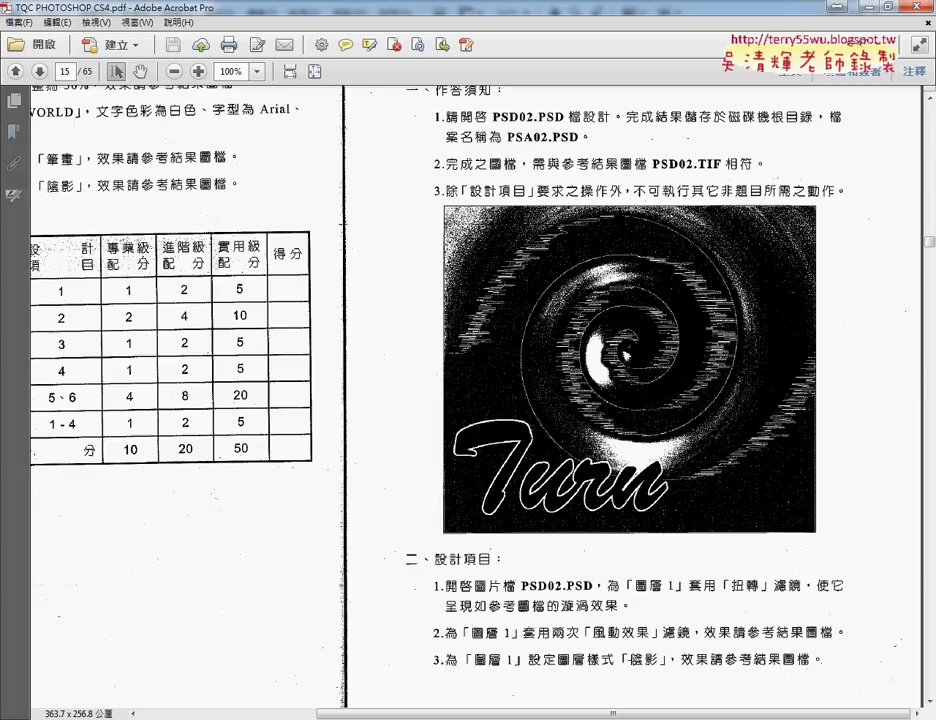 TQC PHOTOSHOP CS4.pdf - Adobe Acrobat Pro
檔案(F) 編輯(E) 檢視(V) 視窗(W) 說明(H)
http://terry55wu.blogspot.tw
吳清輝老師錄製
開啟 建立
15 / 65 100% 注釋
WORLD」，文字色彩為白色、字型為 Arial、
「筆畫」，效果請參考結果圖檔。
「陰影」，效果請參考結果圖檔。
設計項目 專業級配分 進階級配分 實用級配分 得分
1 1 2 5
2 2 4 10
3 1 2 5
4 1 2 5
5、6 4 8 20
1 - 4 1 2 5
分 10 20 50
一、作答須知：
1.請開啓 PSD02.PSD 檔設計。完成結果儲存於磁碟機根目錄，檔
案名稱為 PSA02.PSD。
2.完成之圖檔，需與參考結果圖檔 PSD02.TIF 相符。
3.除「設計項目」要求之操作外，不可執行其它非題目所需之動作。
Turn
二、設計項目：
1.開啓圖片檔 PSD02.PSD，為「圖層 1」套用「扭轉」濾鏡，使它
呈現如參考圖檔的漩渦效果。
2.為「圖層 1」套用兩次「風動效果」濾鏡，效果請參考結果圖檔。
3.為「圖層 1」設定圖層樣式「陰影」，效果請參考結果圖檔。
363.7 x 256.8 公釐